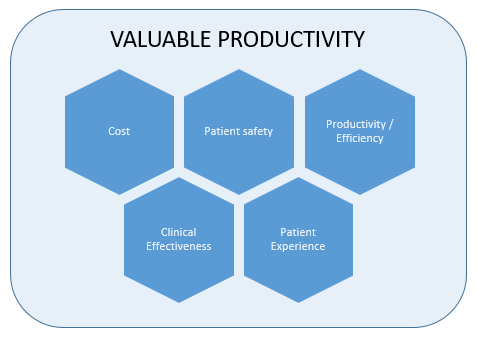 VALUABLE PRODUCTIVITY
Cost
Patient safety
Productivity /
Efficiency
Clinical
Effectiveness
Patient
Experience